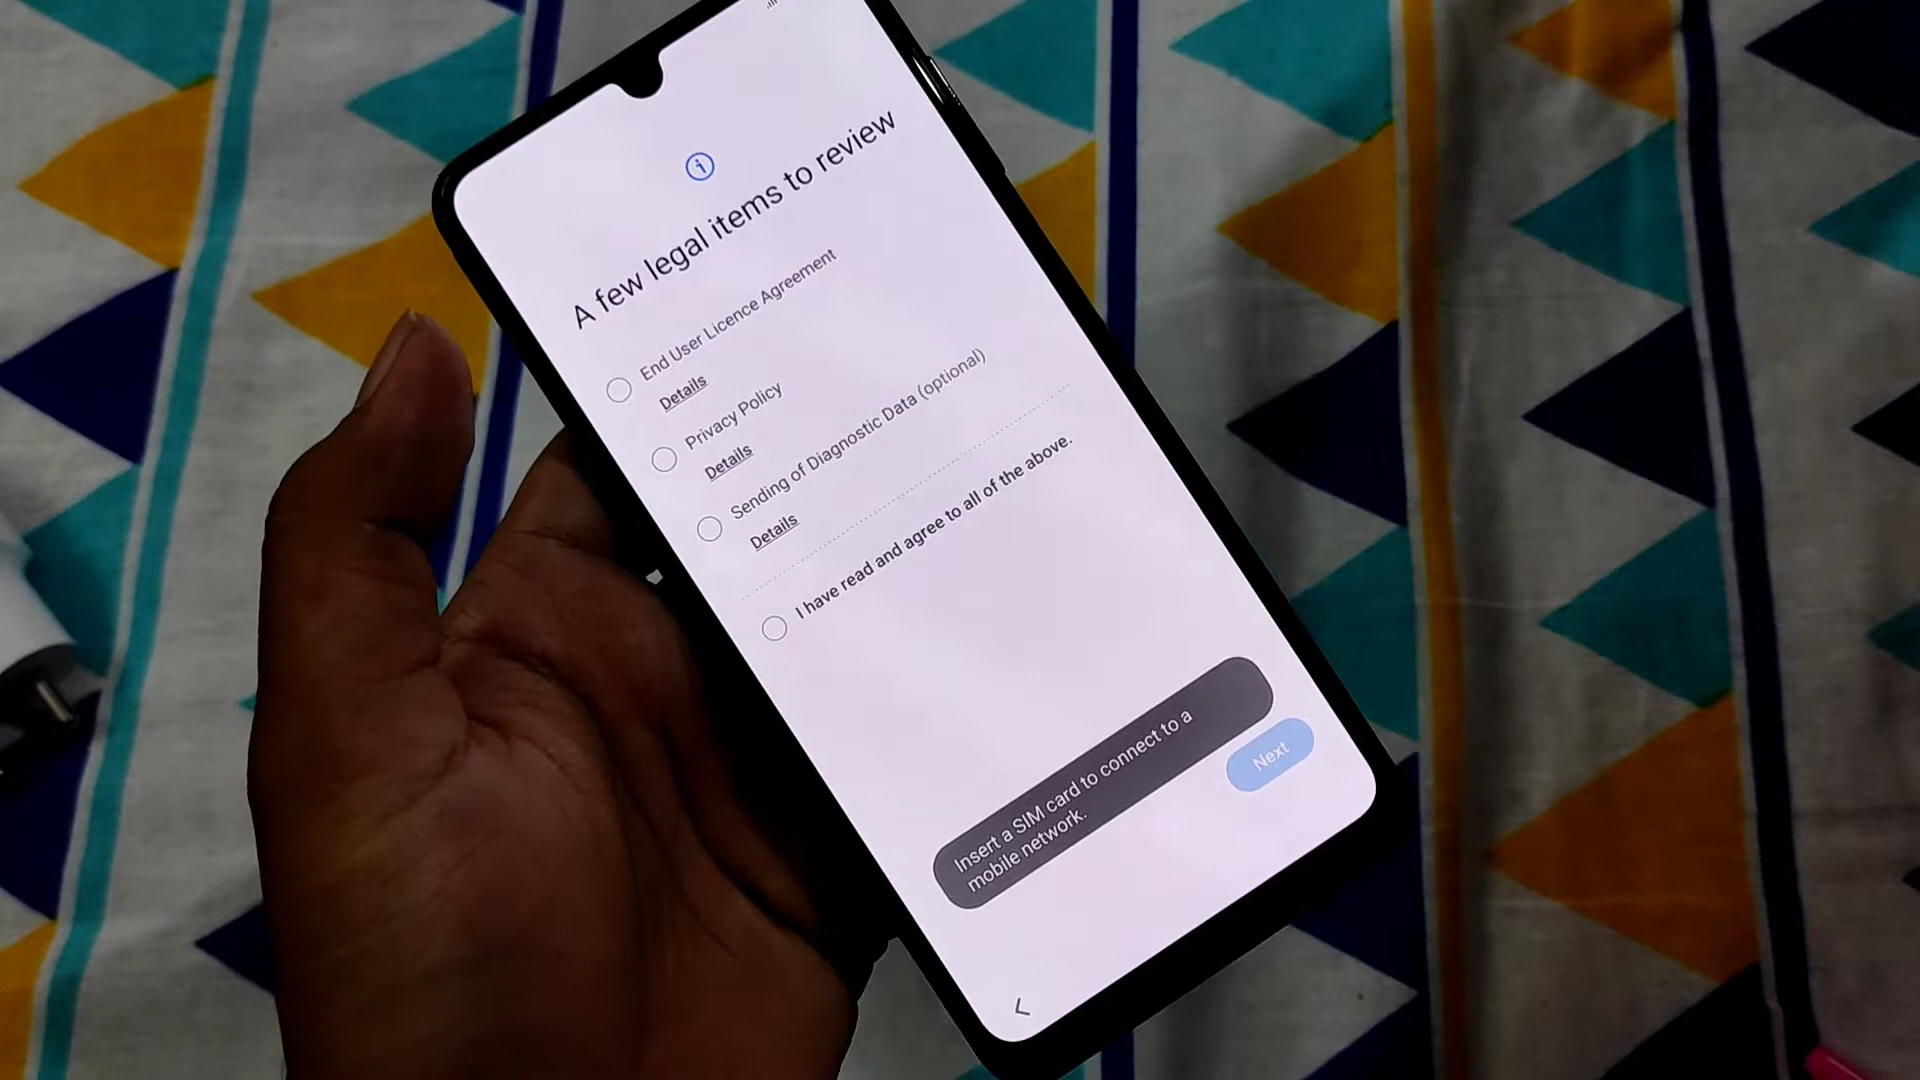 A few legal items to review
End User Licence Agreement
Details
Privacy Policy
Details
Sending of Diagnostic Data (optional)
Details
I have read and agree to all of the above.
Insert a SIM card to connect to a
mobile network.
Next